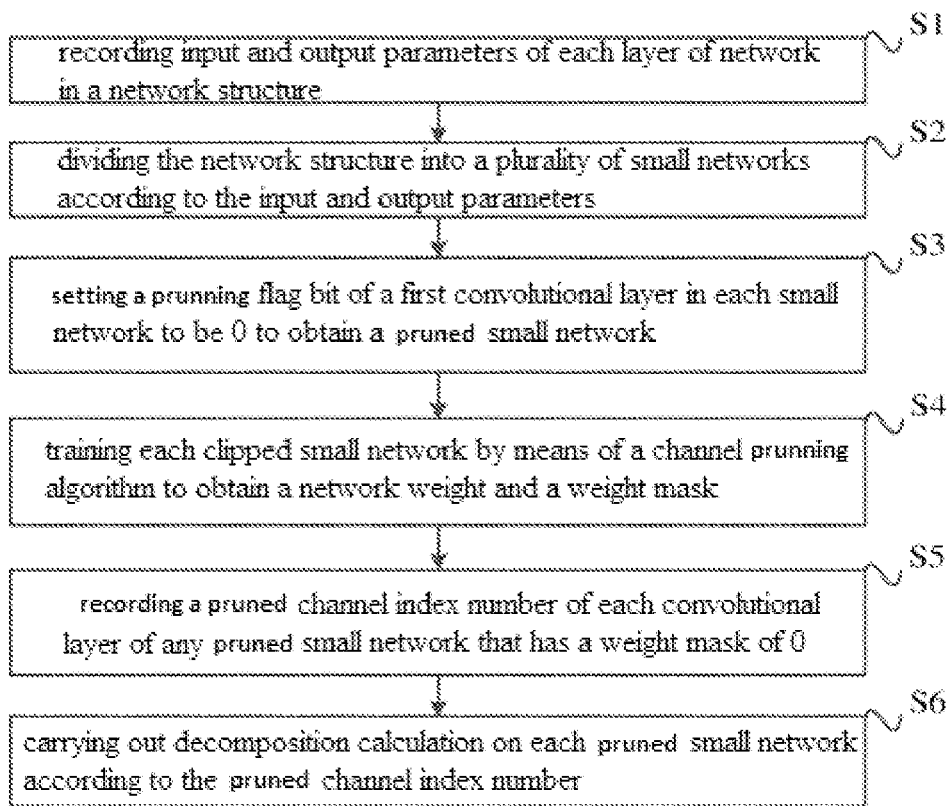 S1
recording input and output parameters of each layer of network
in a network structure
S2
dividing the network structure into a plurality of small networks
according to the input and output parameters
S3
setting a prunning flag bit of a first convolutional layer in each small
network to be 0 to obtain a pruned small network
S4
training each clipped small network by means of a channel prunning
algorithm to obtain a network weight and a weight mask
S5
recording a pruned channel index number of each convolutional
layer of any pruned small network that has a weight mask of 0
S6
carrying out decomposition calculation on each pruned small network
according to the pruned channel index number